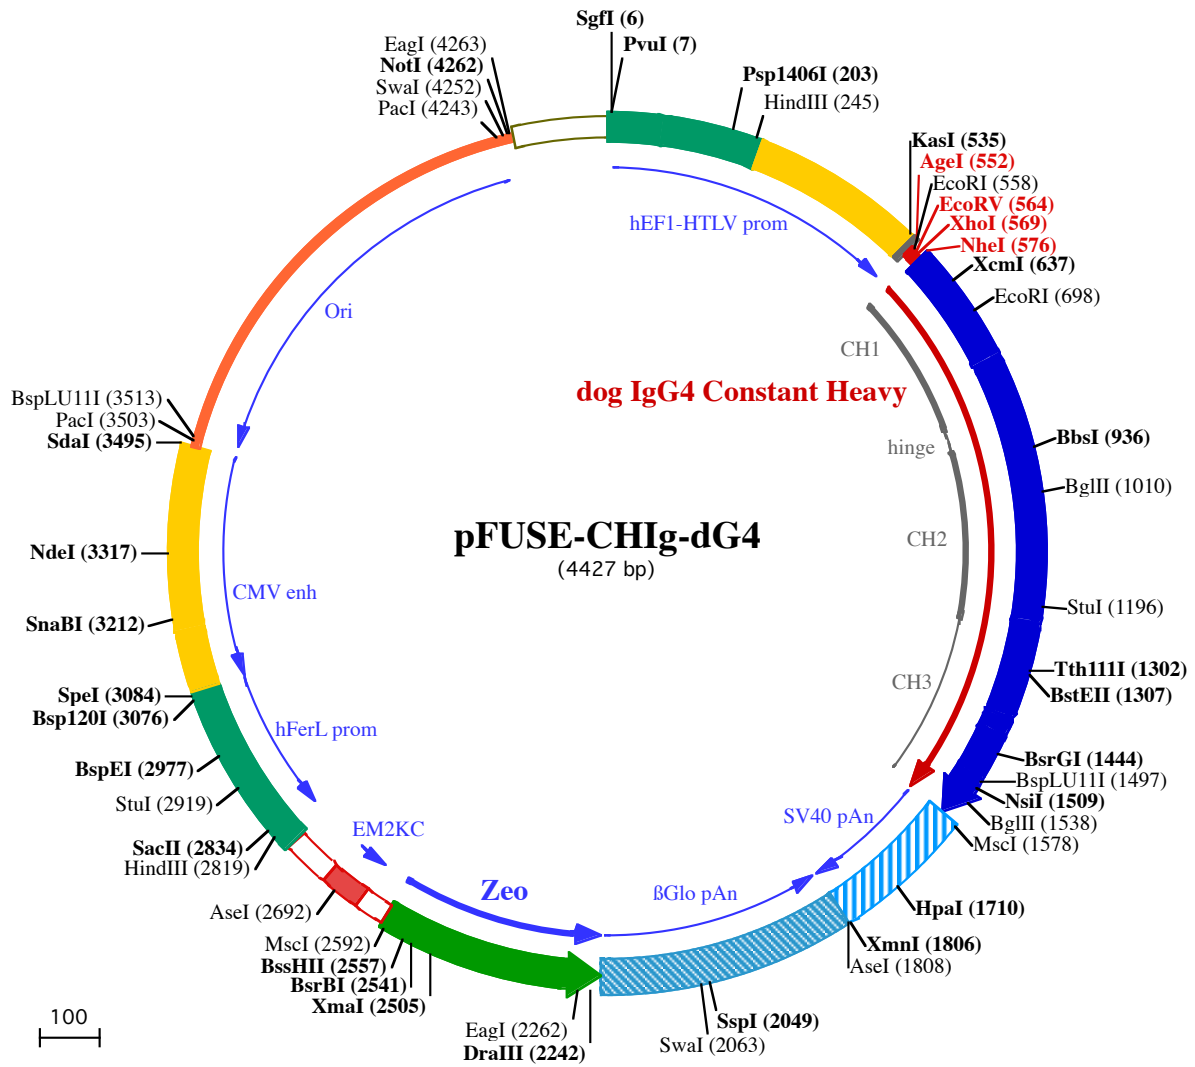 SgfI (6)
PvuI (7)
Psp1406I (203)
HindIII (245)
KasI (535)
AgeI (552)
EcoRI (558)
EcoRV (564)
XhoI (569)
NheI (576)
XcmI (637)
EcoRI (698)
BbsI (936)
BglII (1010)
StuI (1196)
Tth111I (1302)
BstEII (1307)
BsrGI (1444)
BspLU11I (1497)
NsiI (1509)
BglII (1538)
MscI (1578)
HpaI (1710)
XmnI (1806)
AseI (1808)
SspI (2049)
SwaI (2063)
DraIII (2242)
EagI (2262)
XmaI (2505)
BsrBI (2541)
BssHII (2557)
MscI (2592)
AseI (2692)
HindIII (2819)
SacII (2834)
StuI (2919)
BspEI (2977)
Bsp120I (3076)
SpeI (3084)
SnaBI (3212)
NdeI (3317)
SdaI (3495)
PacI (3503)
BspLU11I (3513)
PacI (4243)
SwaI (4252)
NotI (4262)
EagI (4263)
hEF1-HTLV prom
CH1
dog IgG4 Constant Heavy
hinge
CH2
CH3
SV40 pAn
ßGlo pAn
Zeo
EM2KC
hFerL prom
CMV enh
Ori
pFUSE-CHIg-dG4
(4427 bp)
100